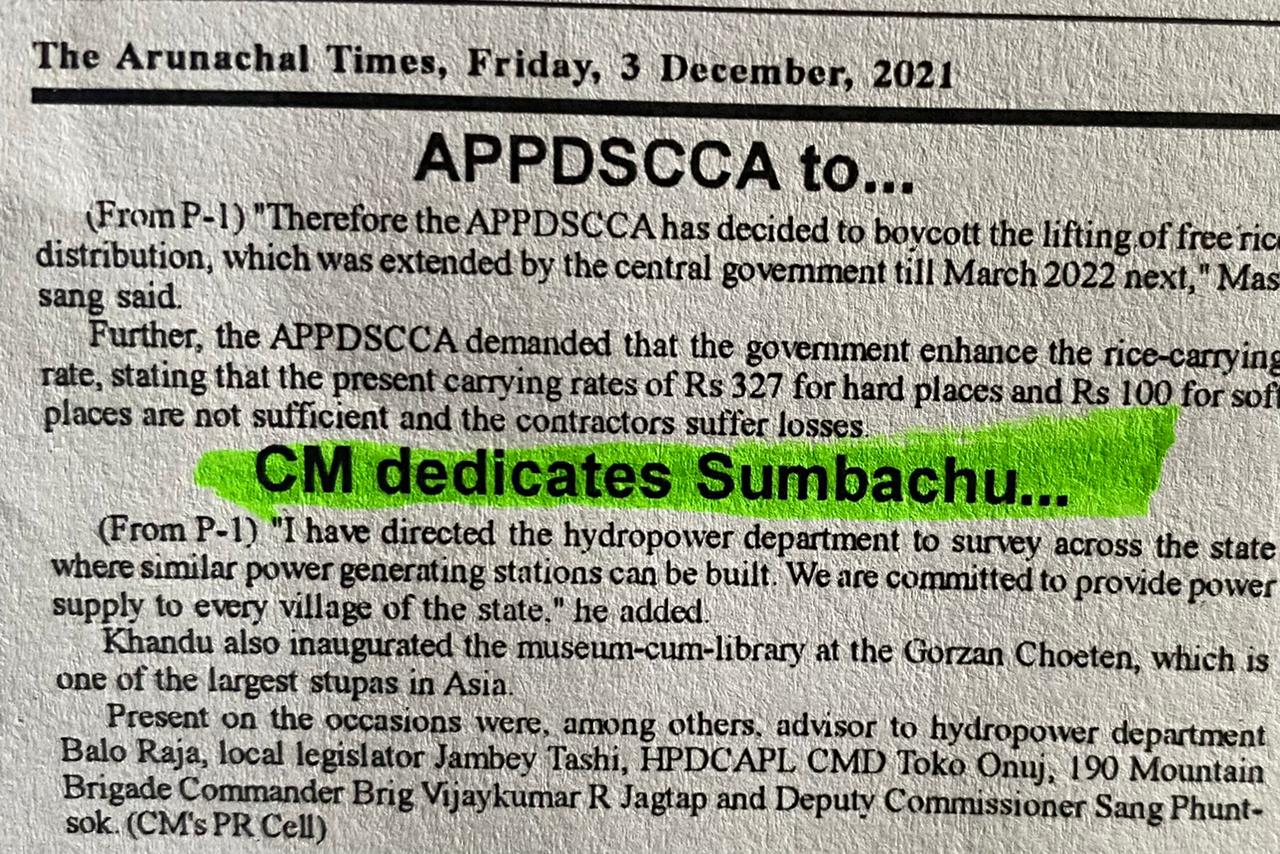 The Arunachal Times, Friday, 3 December, 2021
APPDSCCA to...
(From P-1) "Therefore the APPDSCCA has decided to boycott the lifting of free ric
distribution, which was extended by the central government till March 2022 next," Mas
sang said.
Further, the APPDSCCA demanded that the government enhance the rice-carrying
rate, stating that the present carrying rates of Rs 327 for hard places and Rs 100 for soft
places are not sufficient and the contractors suffer losses.
CM dedicates Sumbachu...
(From P-1) "I have directed the hydropower department to survey across the state
where similar power generating stations can be built. We are committed to provide power
supply to every village of the state," he added.
Khandu also inaugurated the museum-cum-library at the Gorzan Choeten, which is
one of the largest stupas in Asia.
Present on the occasions were, among others, advisor to hydropower department
Balo Raja, local legislator Jambey Tashi, HPDCAPL CMD Toko Onuj, 190 Mountain
Brigade Commander Brig Vijaykumar R Jagtap and Deputy Commissioner Sang Phunt-
sok. (CM's PR Cell)